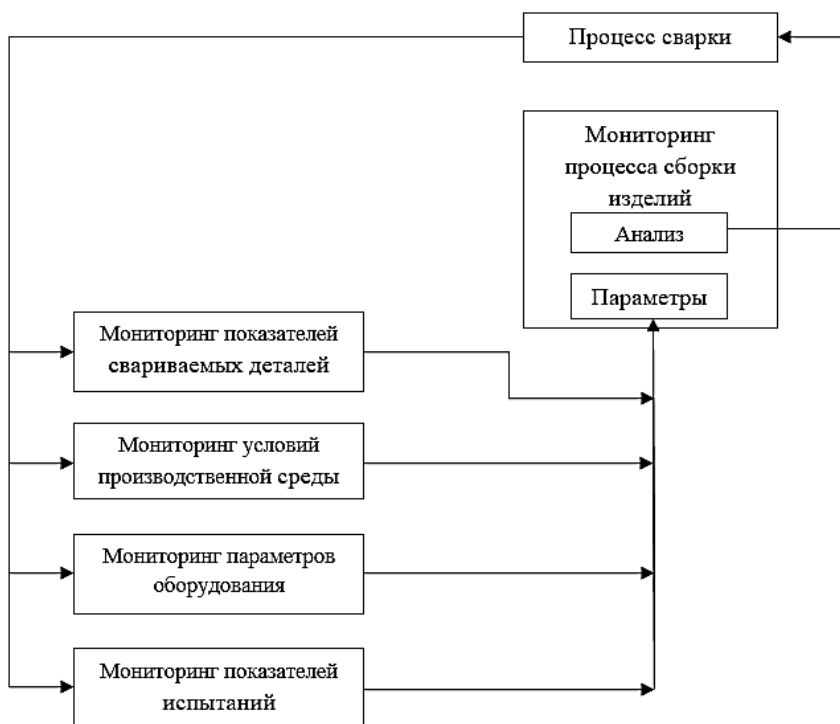 Процесс сварки
Мониторинг
процесса сборки
изделий
Анализ
Параметры
Мониторинг показателей
свариваемых деталей
Мониторинг условий
производственной среды
Мониторинг параметров
оборудования
Мониторинг показателей
испытаний